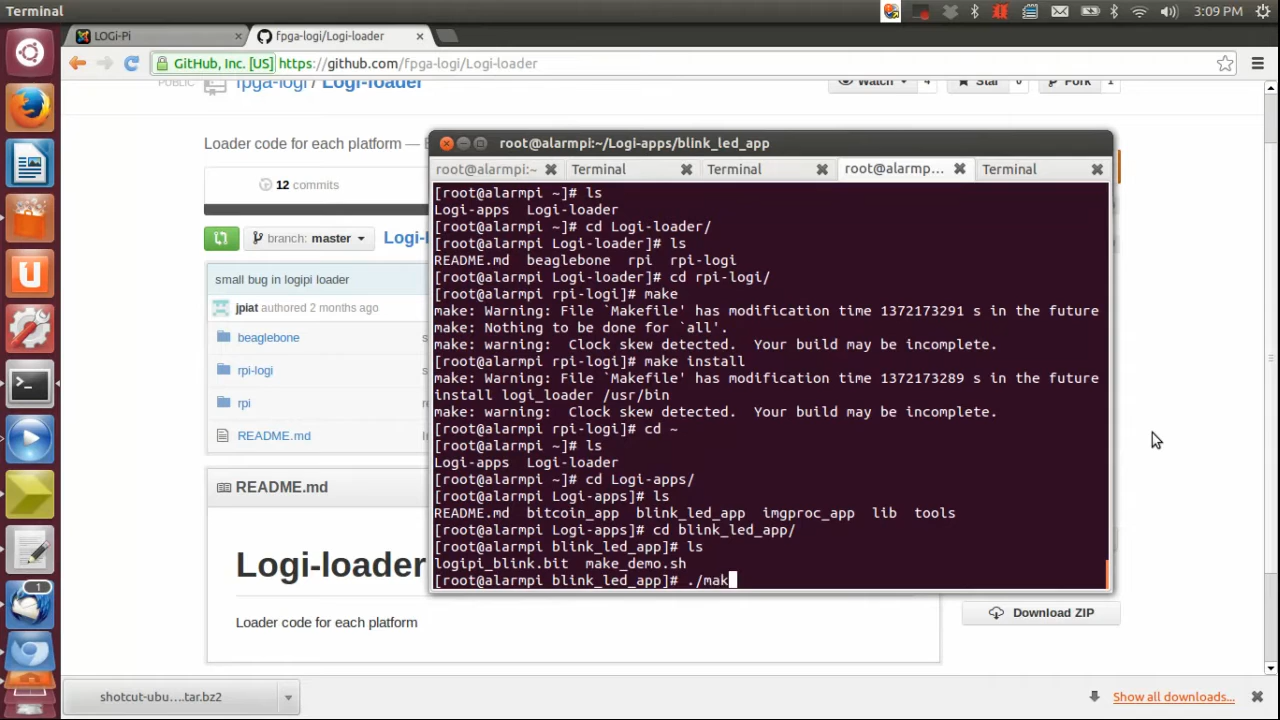 Terminal
3:09 PM
LOGi-Pi
fpga-logi/Logi-loader
GitHub, Inc. [US] https://github.com/fpga-logi/Logi-loader
PUBLIC fpga-logi / Logi-loader
Watch 4 Star 0 Fork 1
Loader code for each platform —
12 commits
branch: master
Logi-l
small bug in logipi loader
jpiat authored 2 months ago
beaglebone
rpi-logi
rpi
README.md
README.md
Logi-loader
Loader code for each platform
root@alarmpi:~/Logi-apps/blink_led_app
root@alarmpi:~ Terminal Terminal root@alarmp... Terminal
[root@alarmpi ~]# ls
Logi-apps  Logi-loader
[root@alarmpi ~]# cd Logi-loader/
[root@alarmpi Logi-loader]# ls
README.md  beaglebone  rpi  rpi-logi
[root@alarmpi Logi-loader]# cd rpi-logi/
[root@alarmpi rpi-logi]# make
make: Warning: File `Makefile' has modification time 1372173291 s in the future
make: Nothing to be done for `all'.
make: warning:  Clock skew detected.  Your build may be incomplete.
[root@alarmpi rpi-logi]# make install
make: Warning: File `Makefile' has modification time 1372173289 s in the future
install logi_loader /usr/bin
make: warning:  Clock skew detected.  Your build may be incomplete.
[root@alarmpi rpi-logi]# cd ~
[root@alarmpi ~]# ls
Logi-apps  Logi-loader
[root@alarmpi ~]# cd Logi-apps/
[root@alarmpi Logi-apps]# ls
README.md  bitcoin_app  blink_led_app  imgproc_app  lib  tools
[root@alarmpi Logi-apps]# cd blink_led_app/
[root@alarmpi blink_led_app]# ls
logipi_blink.bit  make_demo.sh
[root@alarmpi blink_led_app]# ./mak
Download ZIP
1
shotcut-ubu....tar.bz2
Show all downloads...